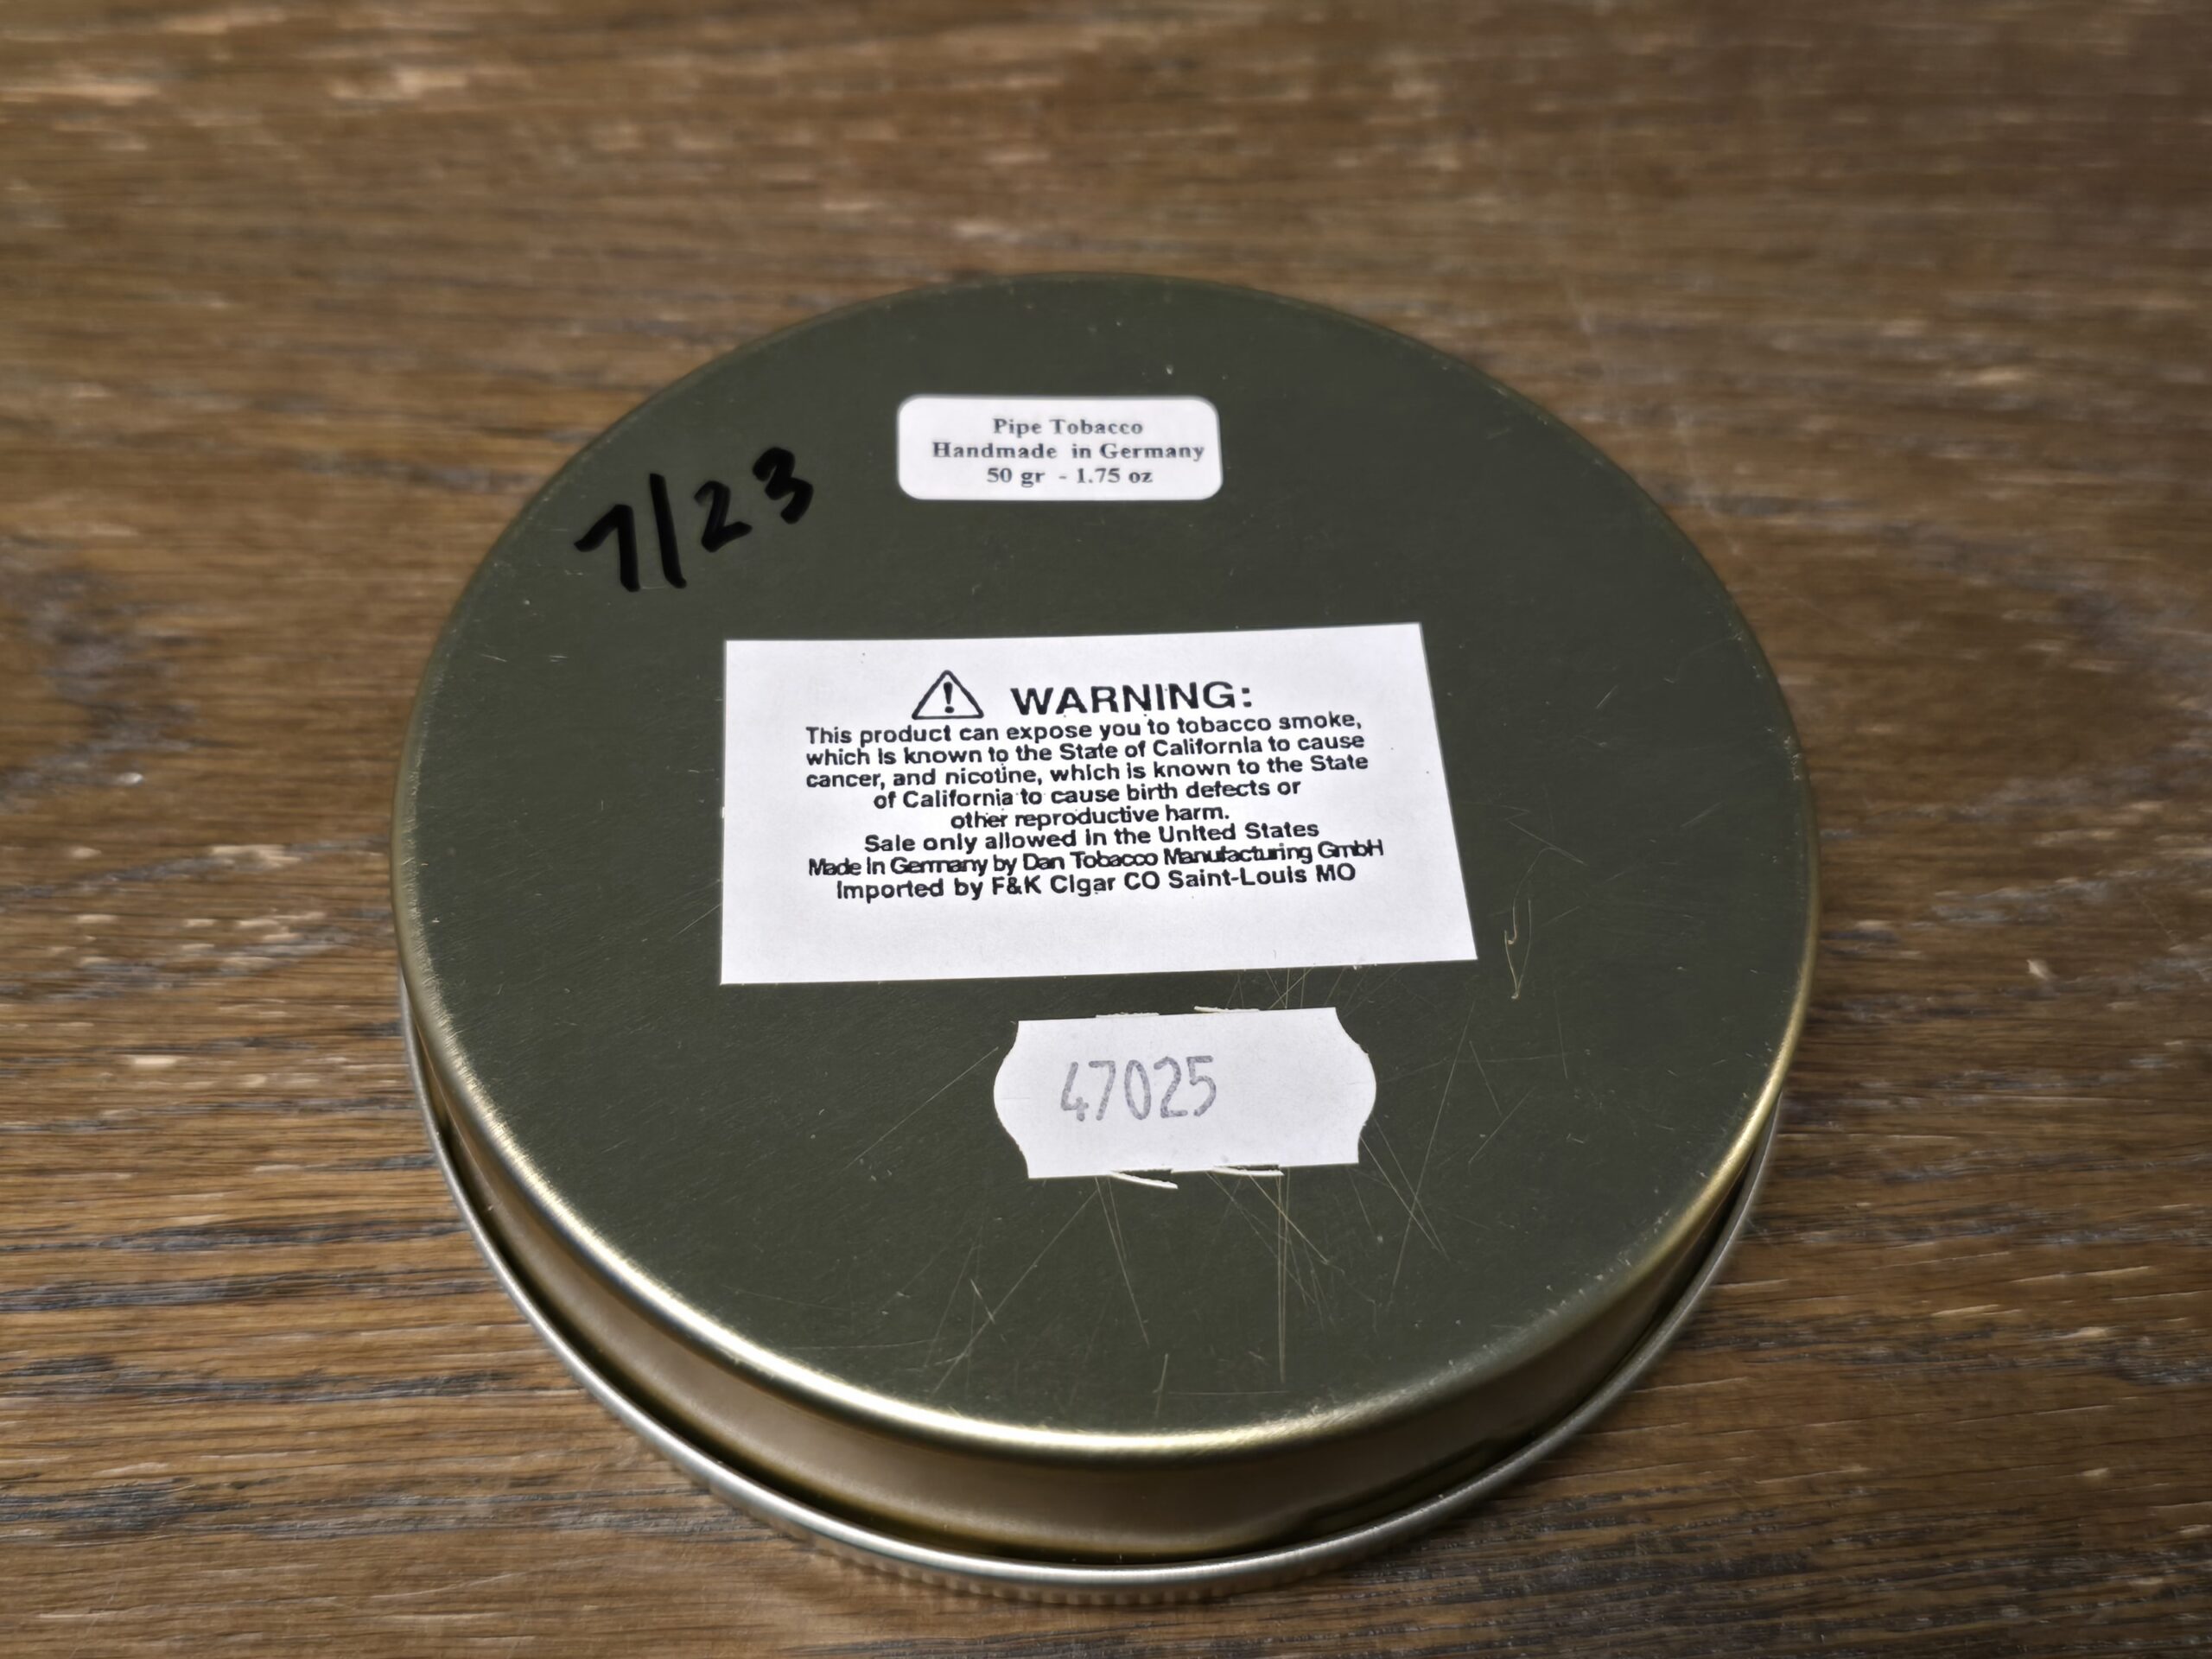 Pipe Tobacco
Handmade in Germany
50 gr - 1.75 oz
7/23
WARNING:
This product can expose you to tobacco smoke,
which is known to the State of California to cause
cancer, and nicotine, which is known to the State
of California to cause birth defects or
other reproductive harm.
Sale only allowed in the United States
Made in Germany by Dan Tobacco Manufacturing GmbH
Imported by F&K Cigar CO Saint-Louis MO
47025